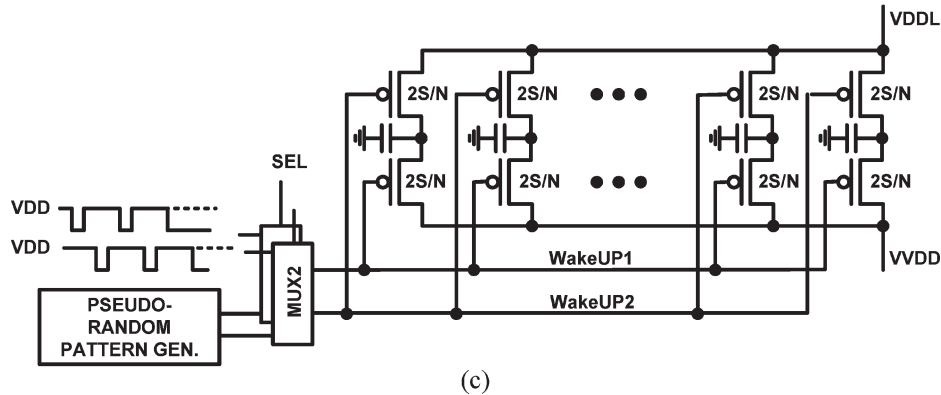 VDDL
2S/N 2S/N 2S/N 2S/N
SEL
2S/N 2S/N 2S/N 2S/N
VDD
VDD
MUX2
WakeUP1
VVDD
WakeUP2
PSEUDO-
RANDOM
PATTERN GEN.
(c)